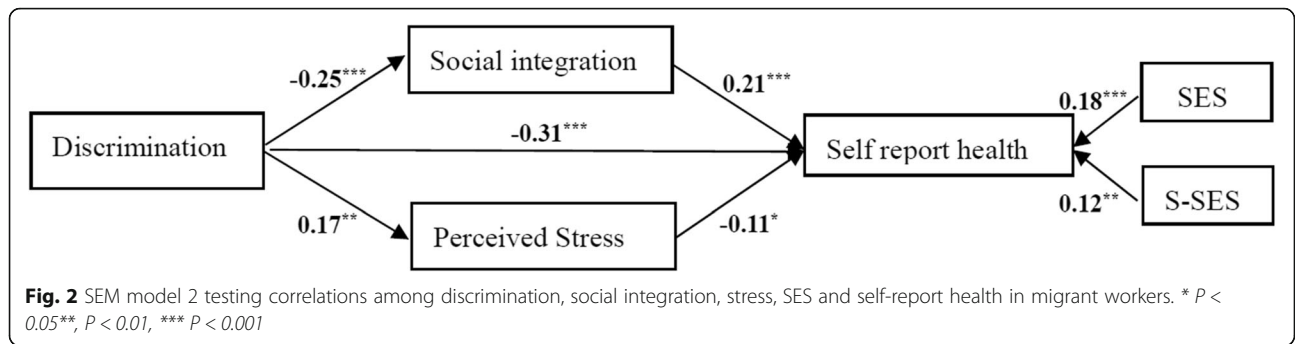 Social integration
-0.25***
0.21***
SES
0.18***
-0.31***
Discrimination
Self report health
S-SES
0.17**
Perceived Stress
-0.11*
0.12**
Fig. 2 SEM model 2 testing correlations among discrimination, social integration, stress, SES and self-report health in migrant workers. * P <
0.05**, P < 0.01, *** P < 0.001